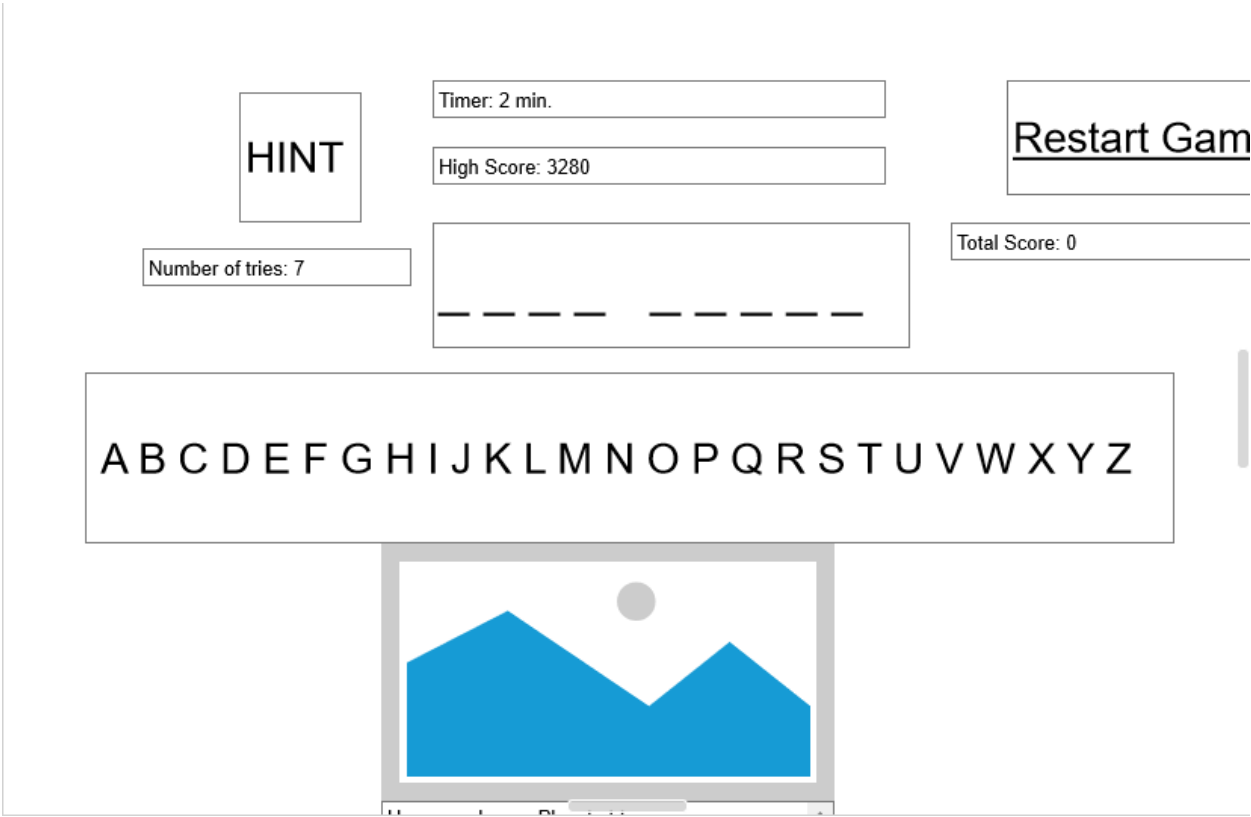 Timer: 2 min.
HINT
Restart Gam
High Score: 3280
Total Score: 0
Number of tries: 7
_ _ _ _  _ _ _ _ _
A B C D E F G H I J K L M N O P Q R S T U V W X Y Z